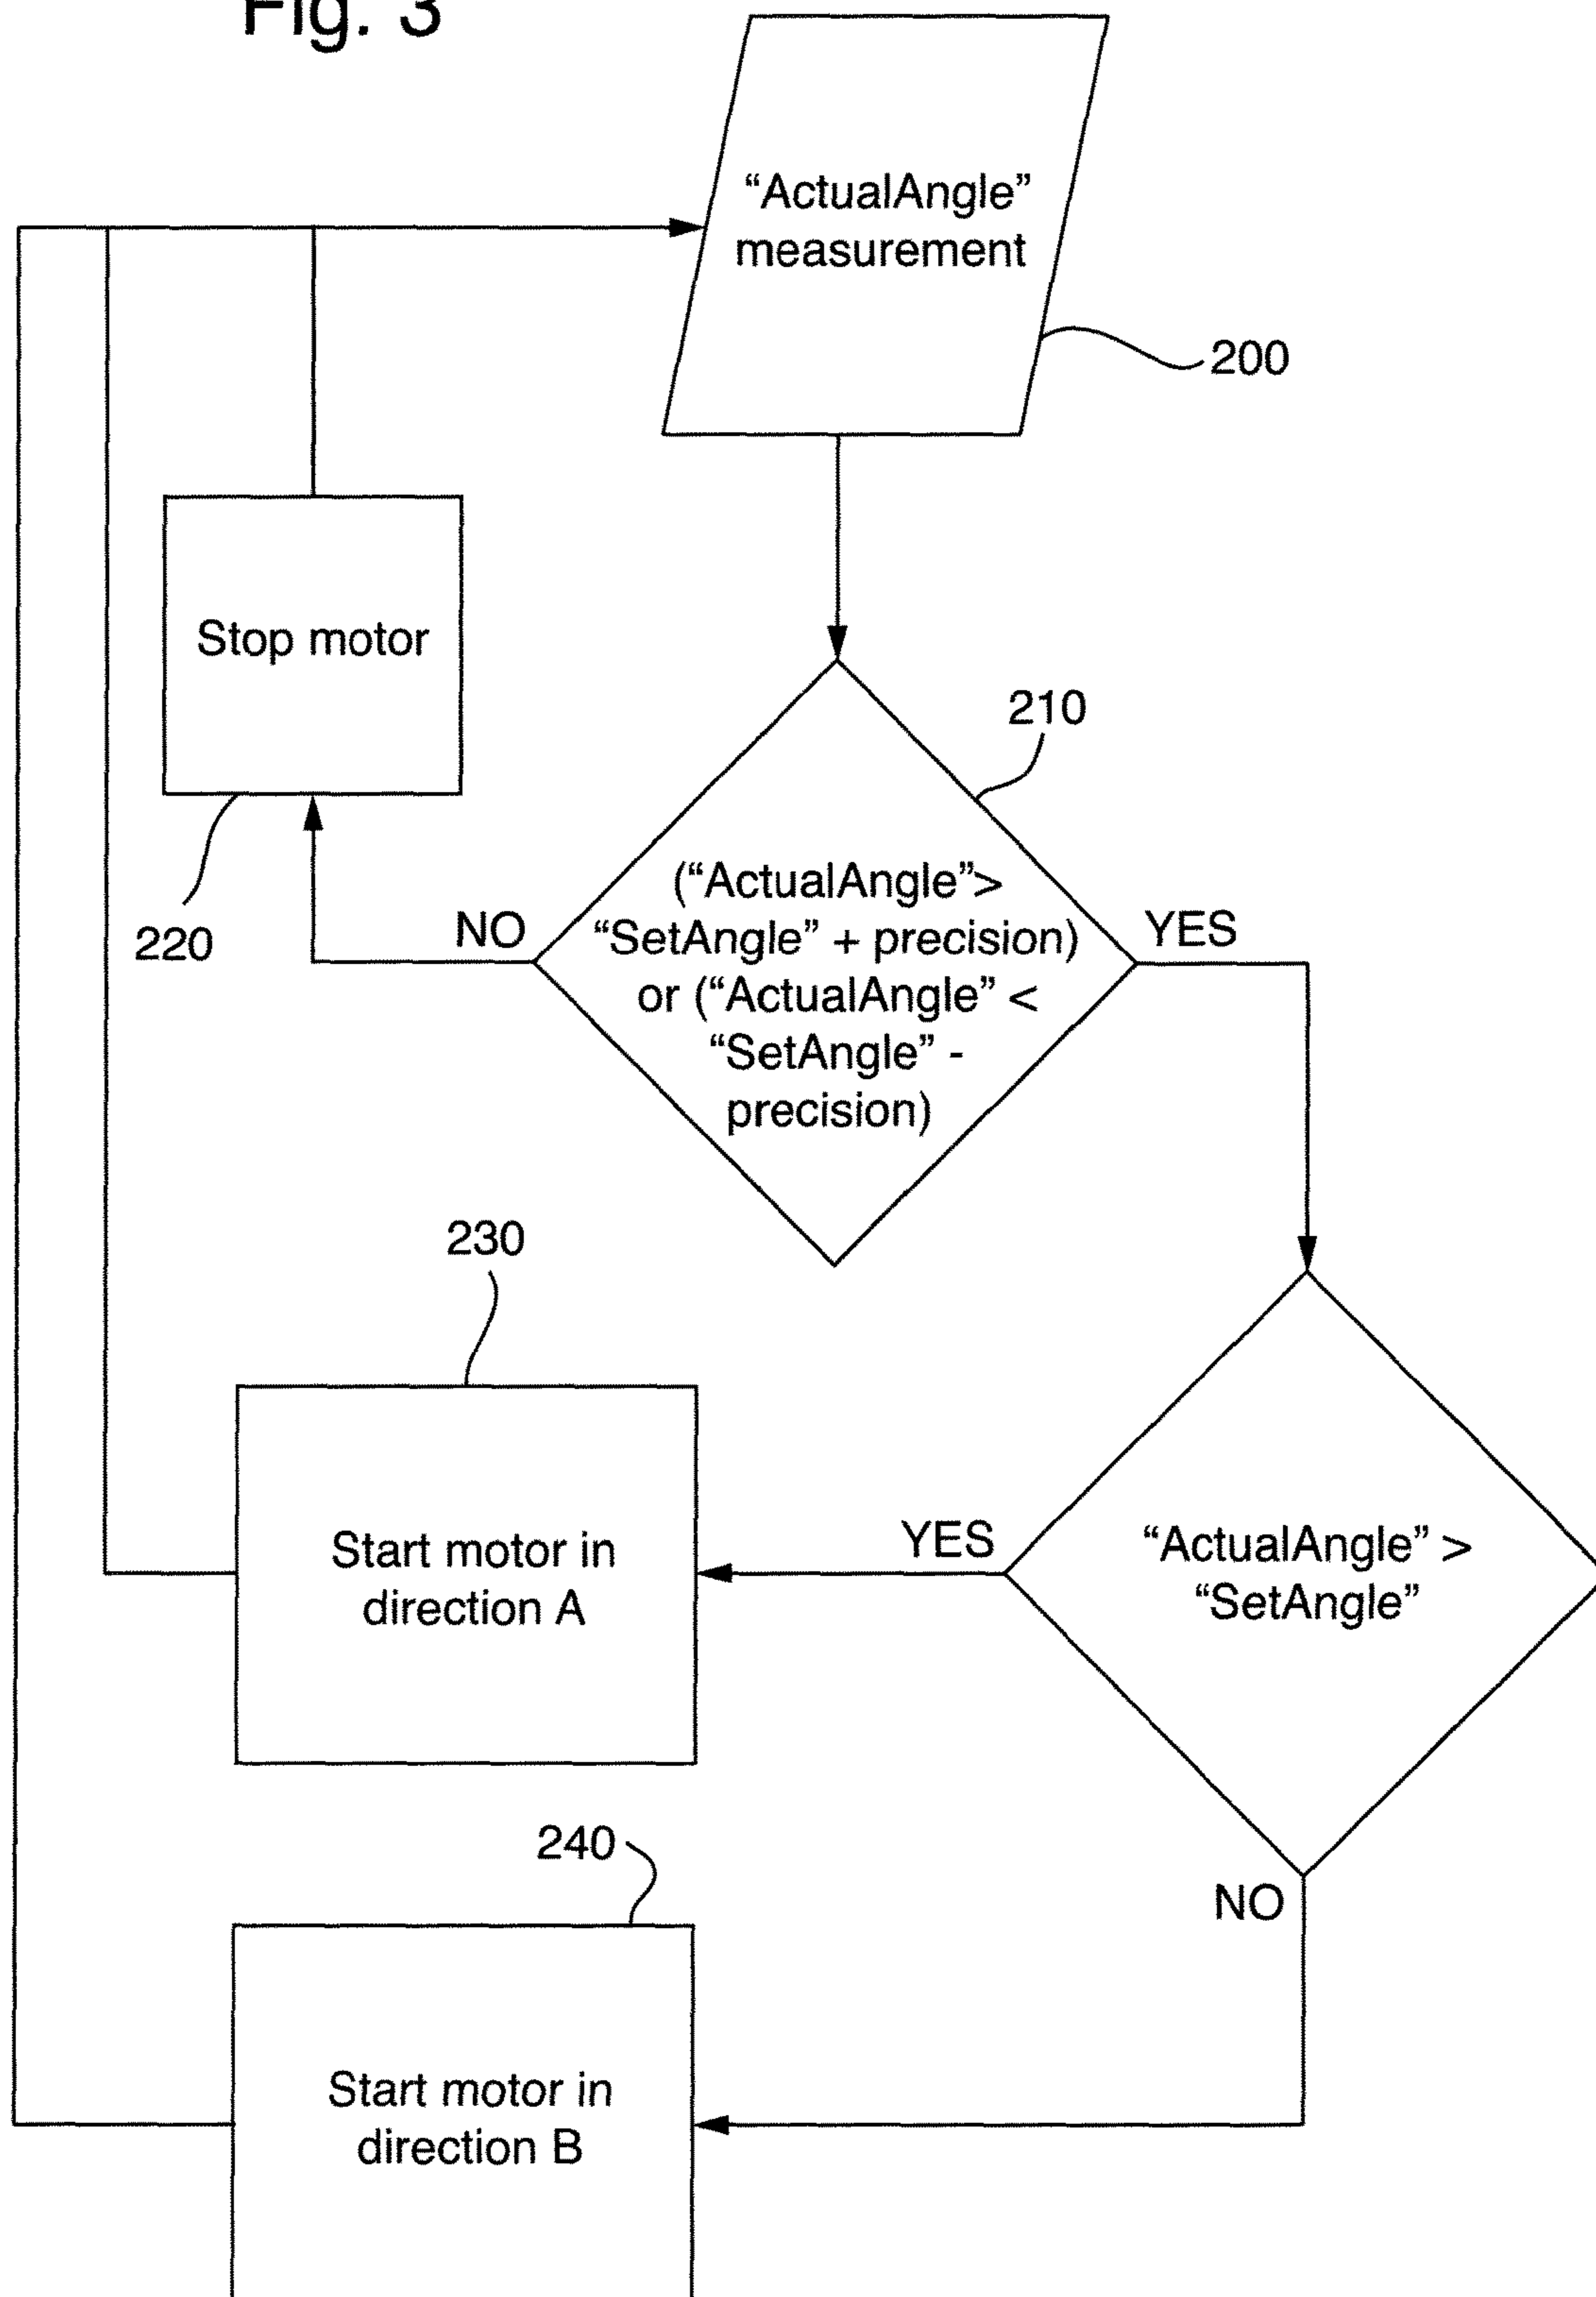 Fig. 3
“ActualAngle”
measurement
200
Stop motor
210
(“ActualAngle”>
“SetAngle” + precision)
or (“ActualAngle” <
“SetAngle” -
precision)
NO
YES
220
230
Start motor in
direction A
YES
“ActualAngle” >
“SetAngle”
240
NO
Start motor in
direction B